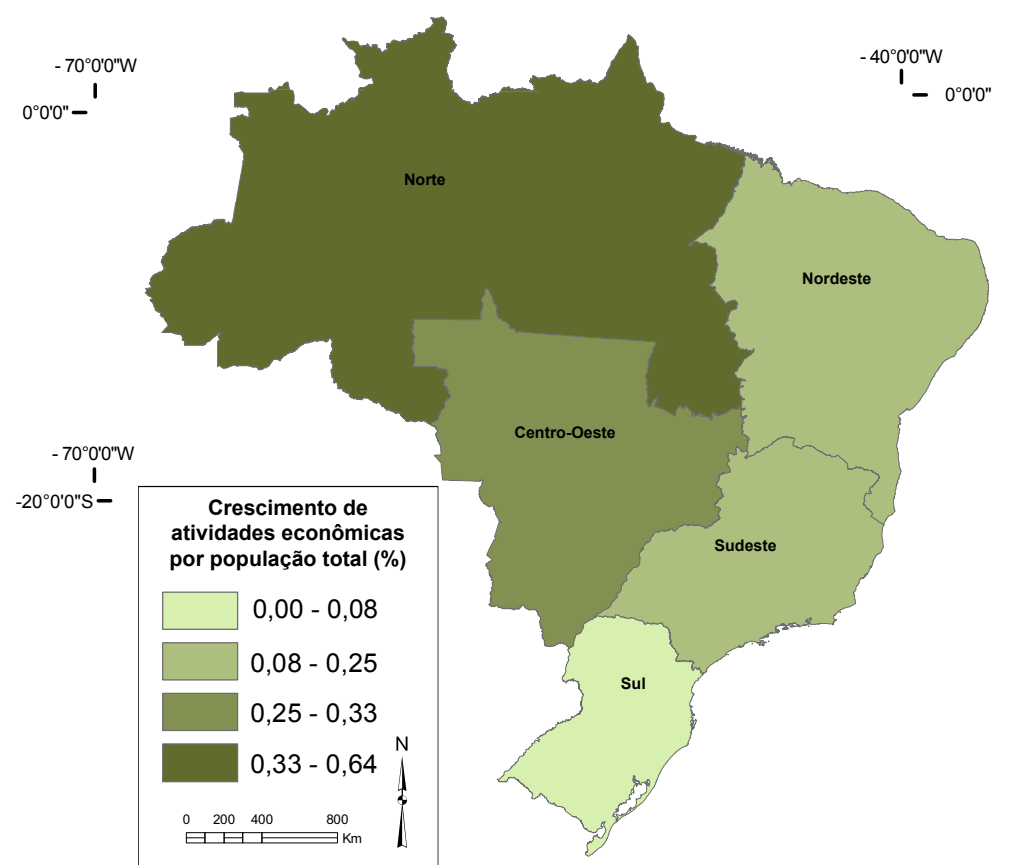 - 70°0'0"W
0°0'0"
- 40°0'0"W
0°0'0"
Norte
Nordeste
Centro-Oeste
- 70°0'0"W
-20°0'0"S
Sudeste
Sul
Crescimento de
atividades econômicas
por população total (%)
0,00 - 0,08
0,08 - 0,25
0,25 - 0,33
0,33 - 0,64
N
0 200 400 800
Km